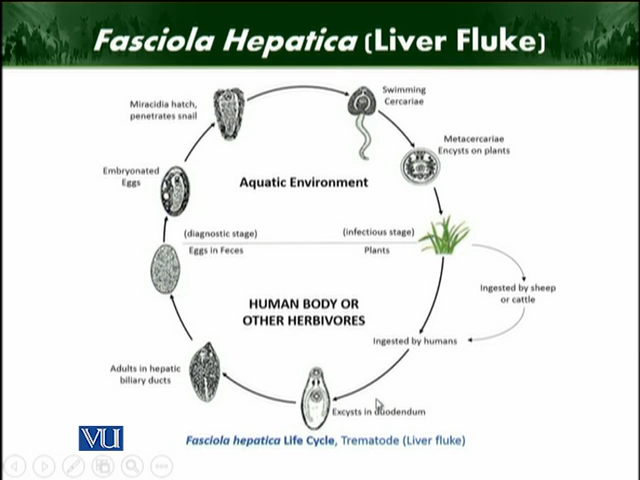 Fasciola Hepatica (Liver Fluke)
Miracidia hatch,
penetrates snail
Swimming
Cercariae
Metacercariae
Encysts on plants
Embryonated
Eggs
Aquatic Environment
(diagnostic stage)
(infectious stage)
Eggs in Feces
Plants
Ingested by sheep
or cattle
HUMAN BODY OR
OTHER HERBIVORES
Ingested by humans
Adults in hepatic
biliary ducts
Excysts in duodendum
VU
Fasciola hepatica Life Cycle, Trematode (Liver fluke)